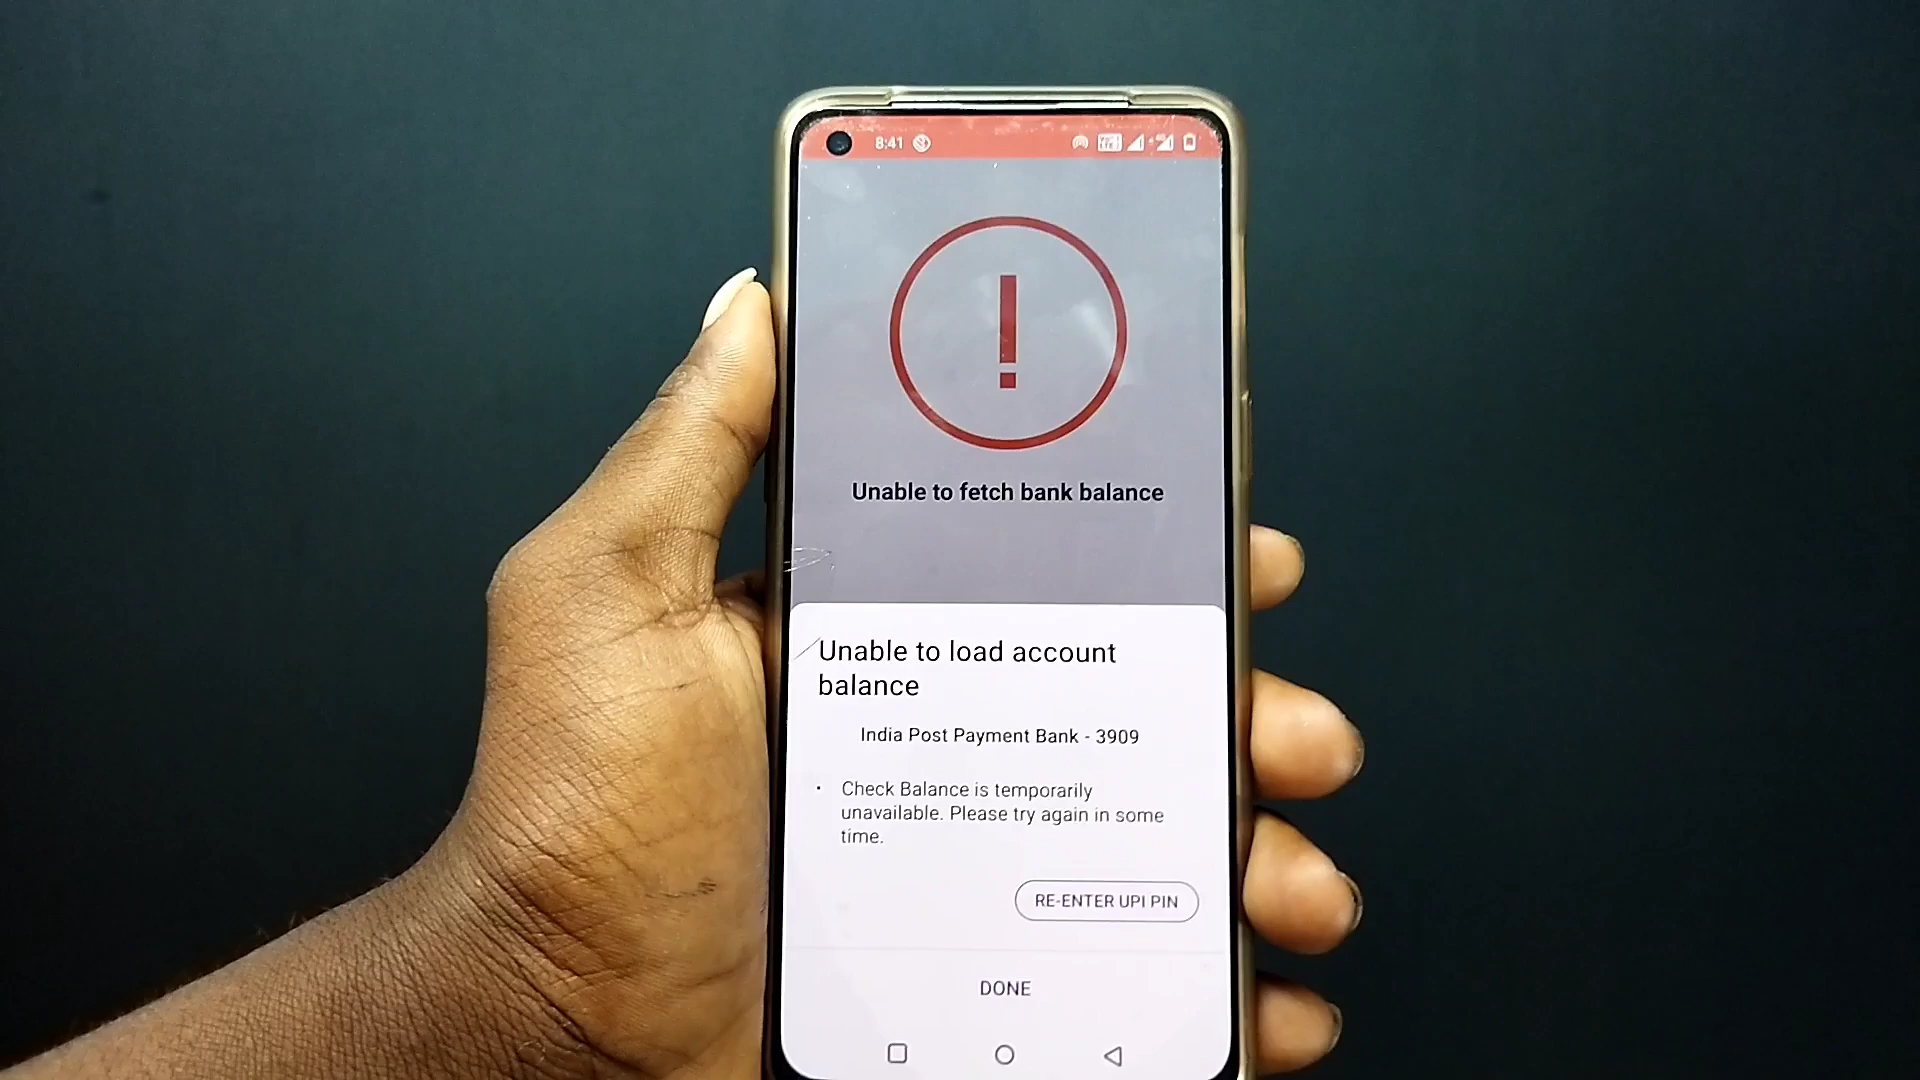 8:41
Unable to fetch bank balance
Unable to load account
balance
India Post Payment Bank - 3909
· Check Balance is temporarily
unavailable. Please try again in some
time.
RE-ENTER UPI PIN
DONE